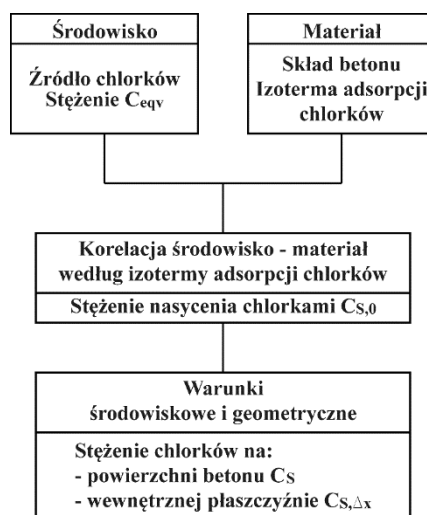 Środowisko
Źródło chlorków
Stężenie Ceqv
Materiał
Skład betonu
Izoterma adsorpcji
chlorków
Korelacja środowisko - materiał
według izotermy adsorpcji chlorków
Stężenie nasycenia chlorkami CS,0
Warunki
środowiskowe i geometryczne
Stężenie chlorków na:
- powierzchni betonu CS
- wewnętrznej płaszczyźnie CS,Δx